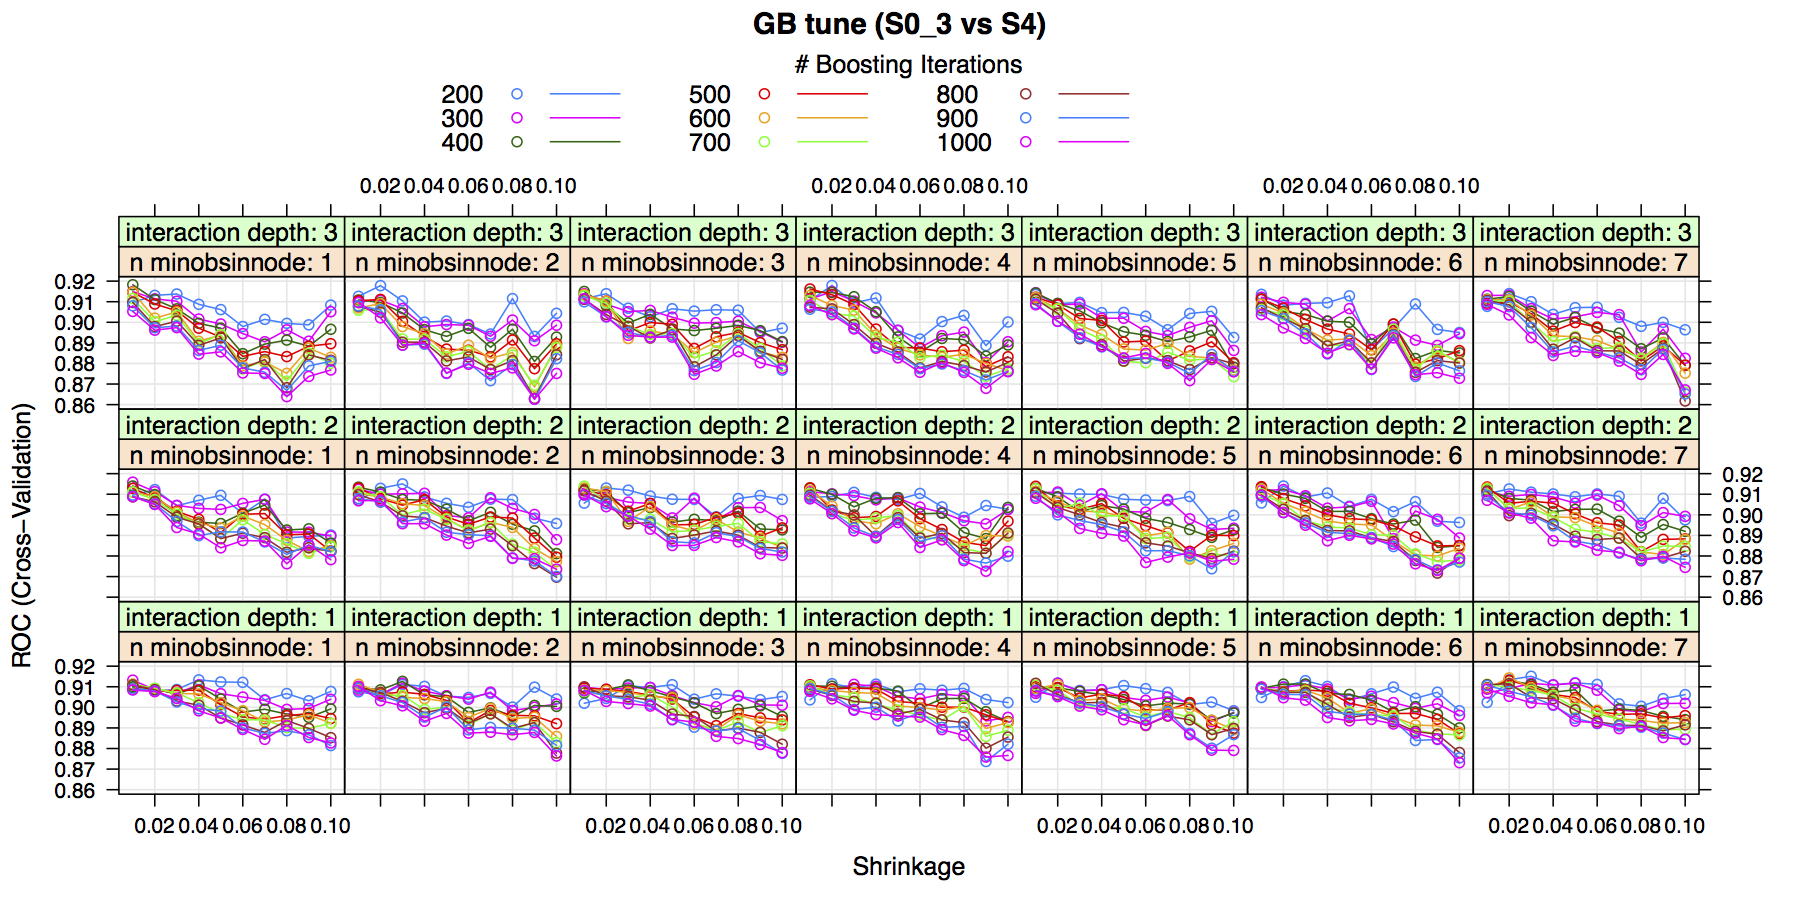 GB tune (S0_3 vs S4)
# Boosting Iterations
200 500 800
300 600 900
400 700 1000
0.02 0.04 0.06 0.08 0.10 0.02 0.04 0.06 0.08 0.10 0.02 0.04 0.06 0.08 0.10
interaction depth: 3 interaction depth: 3 interaction depth: 3 interaction depth: 3 interaction depth: 3 interaction depth: 3 interaction depth: 3
n minobsinnode: 1 n minobsinnode: 2 n minobsinnode: 3 n minobsinnode: 4 n minobsinnode: 5 n minobsinnode: 6 n minobsinnode: 7
0.92
0.91
0.90
0.89
0.88
0.87
0.86
interaction depth: 2 interaction depth: 2 interaction depth: 2 interaction depth: 2 interaction depth: 2 interaction depth: 2 interaction depth: 2
n minobsinnode: 1 n minobsinnode: 2 n minobsinnode: 3 n minobsinnode: 4 n minobsinnode: 5 n minobsinnode: 6 n minobsinnode: 7
0.92
0.91
0.90
0.89
0.88
0.87
0.86
interaction depth: 1 interaction depth: 1 interaction depth: 1 interaction depth: 1 interaction depth: 1 interaction depth: 1 interaction depth: 1
n minobsinnode: 1 n minobsinnode: 2 n minobsinnode: 3 n minobsinnode: 4 n minobsinnode: 5 n minobsinnode: 6 n minobsinnode: 7
0.92
0.91
0.90
0.89
0.88
0.87
0.86
0.02 0.04 0.06 0.08 0.10 0.02 0.04 0.06 0.08 0.10 0.02 0.04 0.06 0.08 0.10 0.02 0.04 0.06 0.08 0.10
Shrinkage
ROC (Cross−Validation)